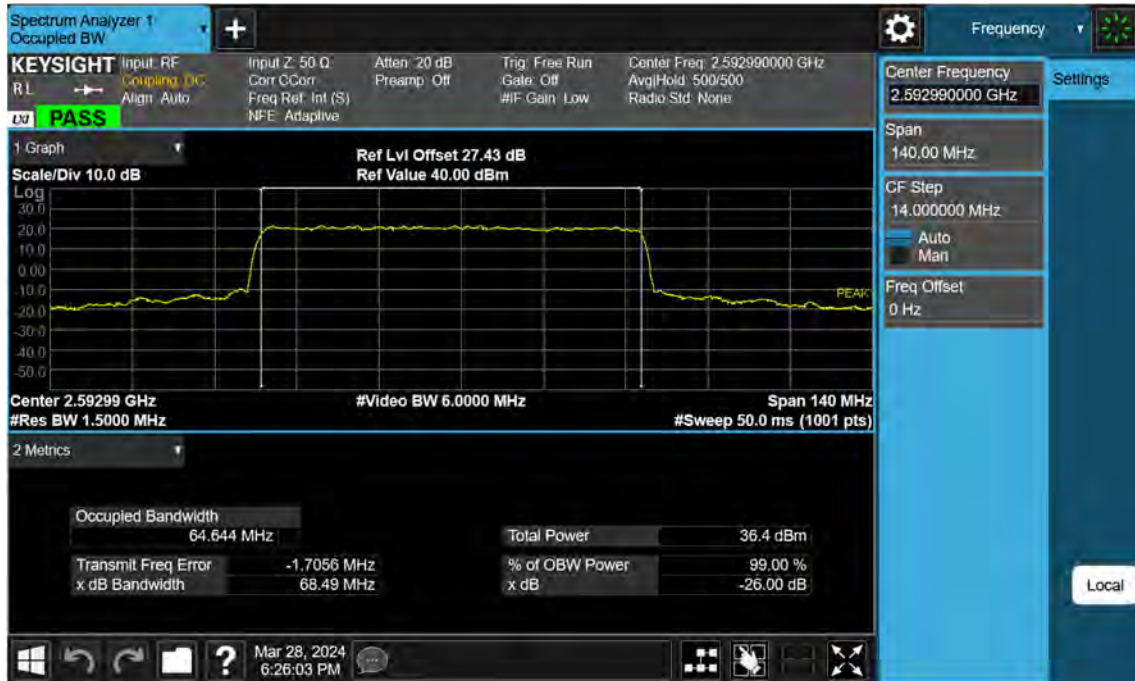 Spectrum Analyzer 1
Occupied BW
+
Frequency
KEYSIGHT
RL
Input: RF
Coupling: DC
Align: Auto
Input Z: 50 Ω
Corr CCorr
Freq Ref: Int (S)
NFE: Adaptive
Atten: 20 dB
Preamp: Off
Trig: Free Run
Gate: Off
#IF Gain: Low
Center Freq: 2.592990000 GHz
Avg|Hold: 500/500
Radio Std: None
LXI PASS
Center Frequency
2.592990000 GHz
Settings
Span
140.00 MHz
CF Step
14.000000 MHz
Auto
Man
Freq Offset
0 Hz
1 Graph
Ref Lvl Offset 27.43 dB
Scale/Div 10.0 dB
Ref Value 40.00 dBm
Log
30.0
20.0
10.0
0.00
-10.0
-20.0
-30.0
-40.0
-50.0
PEAK
Center 2.59299 GHz
#Video BW 6.0000 MHz
Span 140 MHz
#Res BW 1.5000 MHz
#Sweep 50.0 ms (1001 pts)
2 Metrics
Occupied Bandwidth
64.644 MHz
Total Power 36.4 dBm
Transmit Freq Error -1.7056 MHz
% of OBW Power 99.00 %
x dB Bandwidth 68.49 MHz
x dB -26.00 dB
Local
?
Mar 28, 2024
6:26:03 PM